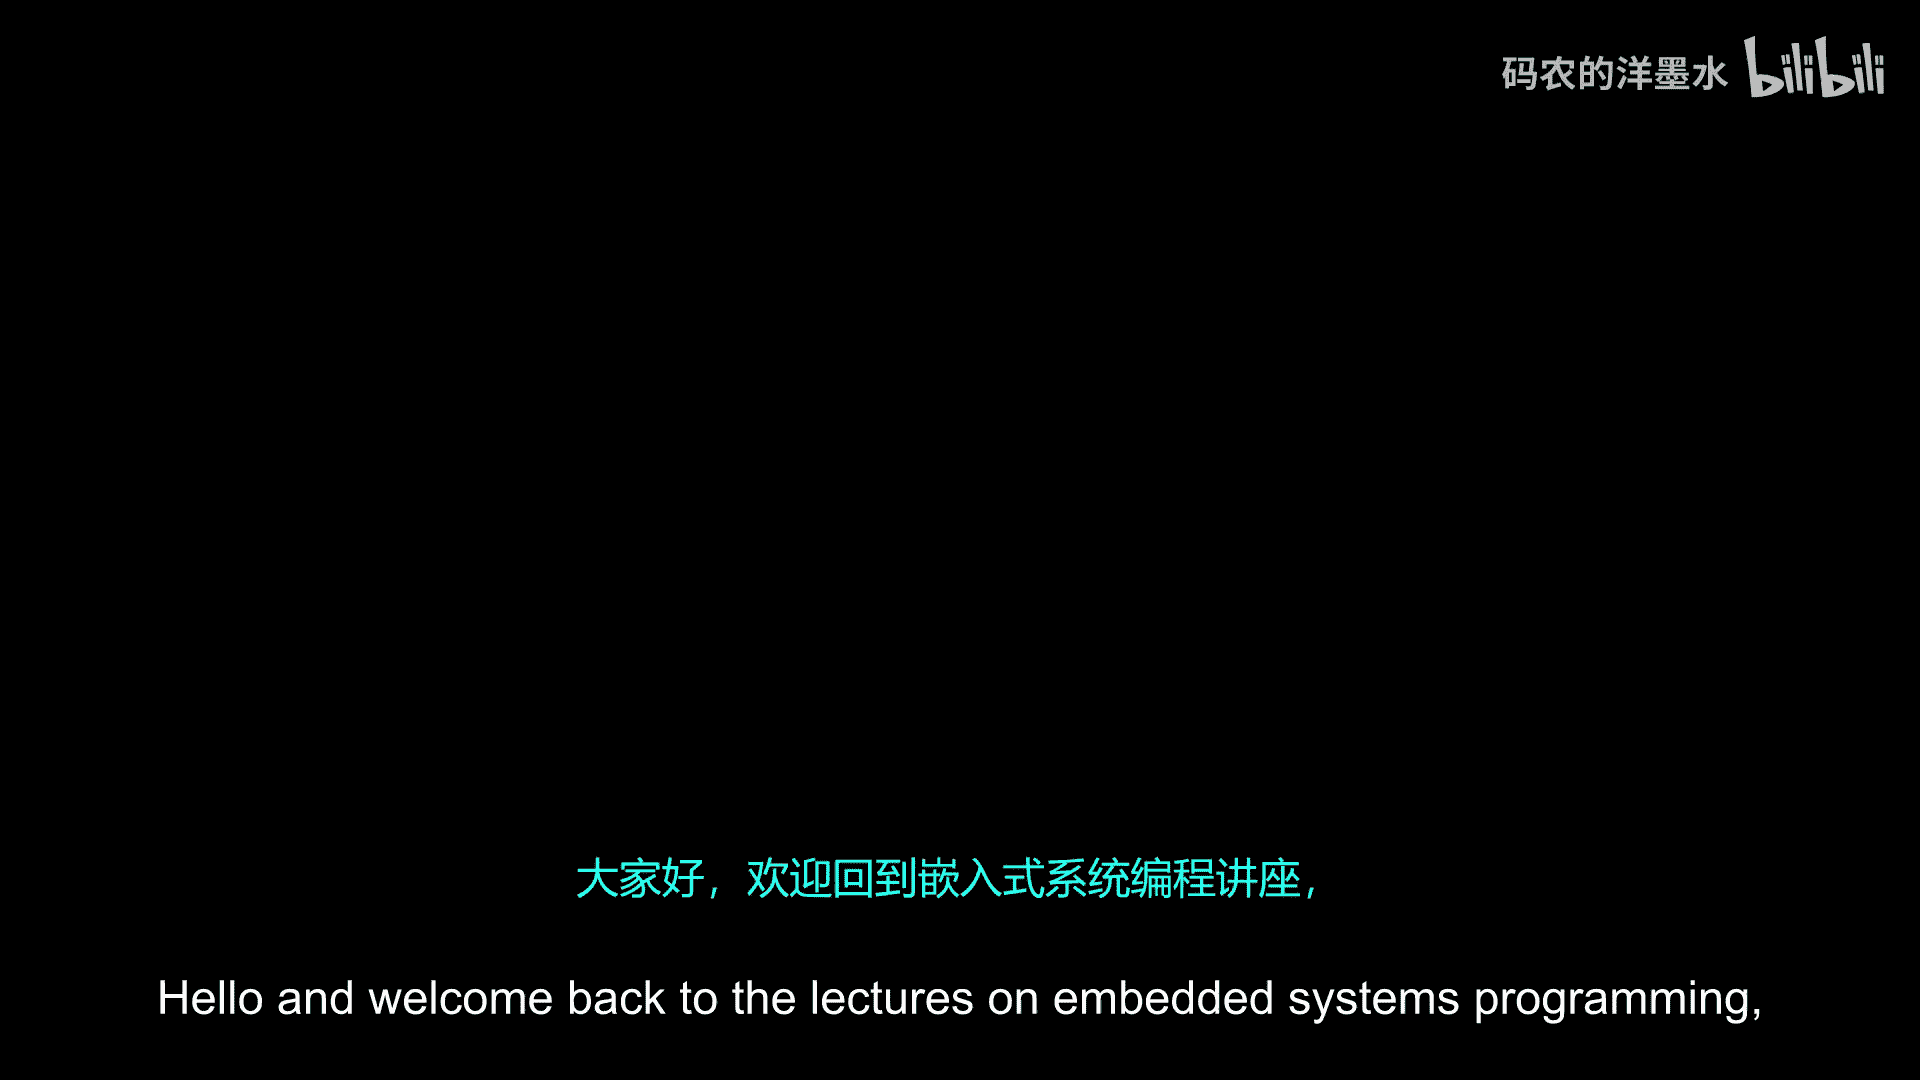 码农的洋墨水 bilibili
大家好，欢迎回到嵌入式系统编程讲座，
Hello and welcome back to the lectures on embedded systems programming,